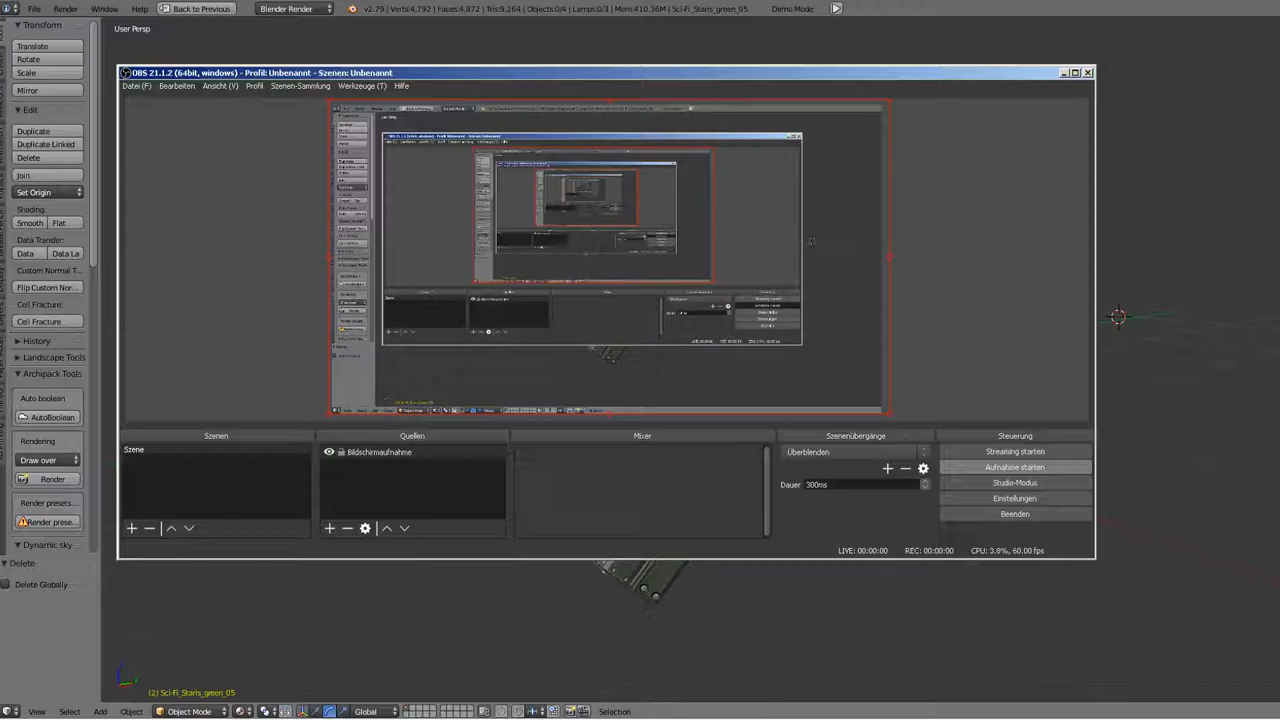 File Render Window Help Back to Previous Blender Render v2.79 | Verts:4,792 | Faces:4,872 | Tris:9,264 | Objects:0/4 | Lamps:0/3 | Mem:410.36M | Sci-Fi_Stairs_green_05 Demo Mode:
Transform
User Persp
Translate
Rotate
Scale
Mirror
Edit
Duplicate
Duplicate Linked
Delete
Join
Set Origin
Shading:
Smooth Flat
Data Transfer:
Data Data La
Custom Normal T...
Flip Custom Nor...
Cell Fracture:
Cell Fracture
History
Landscape Tools
Archipack Tools
Auto boolean
AutoBoolean
Rendering
Draw over
Render
Render presets...
Render prese...
Dynamic sky
Delete
Delete Globally
OBS 21.1.2 (64bit, windows) - Profil: Unbenannt - Szenen: Unbenannt
Datei (F) Bearbeiten Ansicht (V) Profil Szenen-Sammlung Werkzeuge (T) Hilfe
Szenen Quellen Mixer Szenenübergänge Steuerung
Szene
Bildschirmaufnahme
Überblenden
Dauer 300ms
Streaming starten
Aufnahme starten
Studio-Modus
Einstellungen
Beenden
LIVE: 00:00:00 REC: 00:00:00 CPU: 3.8%, 60.00 fps
(2) Sci-Fi_Stairs_green_05
View Select Add Object Object Mode Global Selection